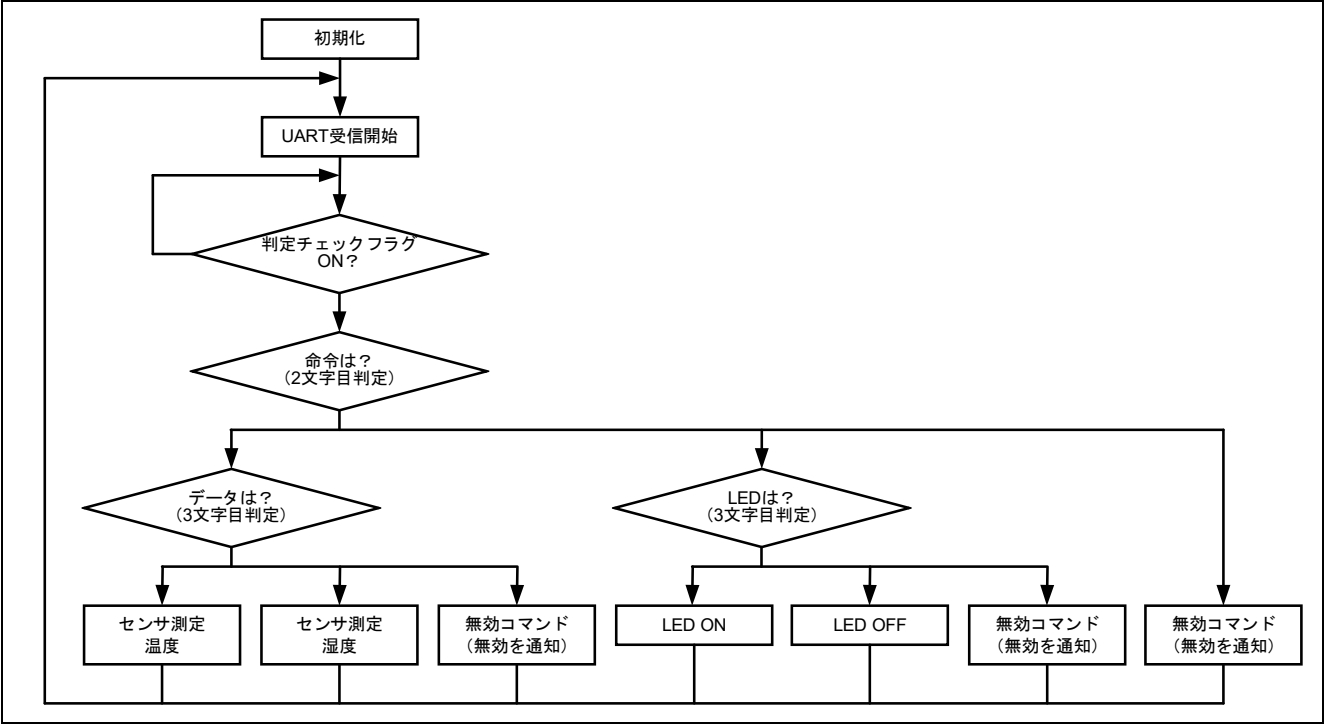 初期化
UART受信開始
判定チェックフラグ
ON？
命令は？
（2文字目判定）
データは？
（3文字目判定）
LEDは？
（3文字目判定）
センサ測定
温度
センサ測定
湿度
無効コマンド
（無効を通知）
LED ON
LED OFF
無効コマンド
（無効を通知）
無効コマンド
（無効を通知）